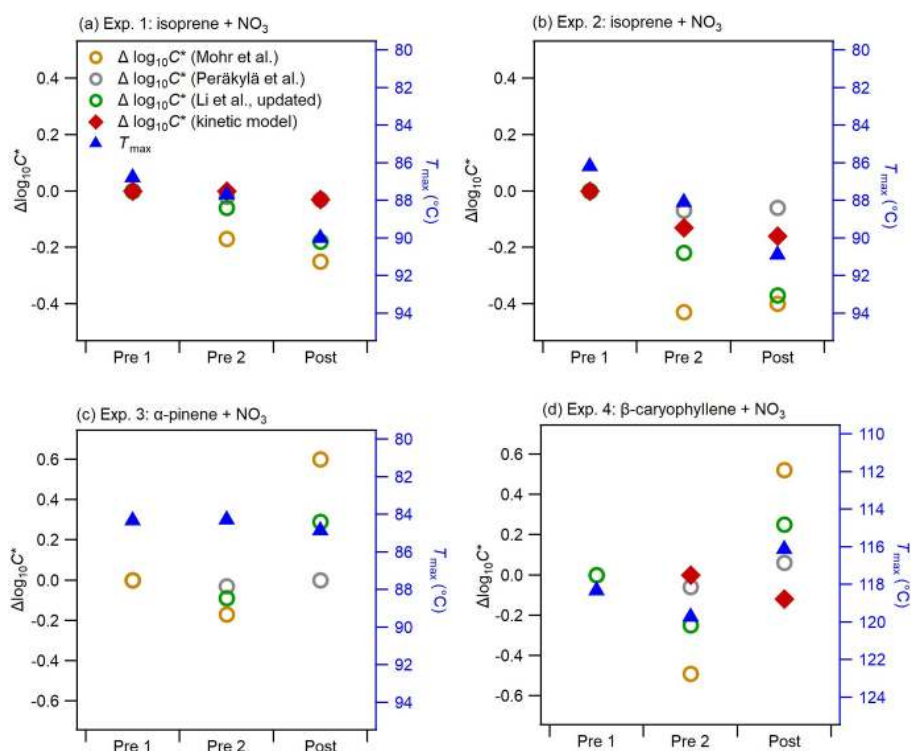 (a) Exp. 1: isoprene + NO₃
Δ log₁₀C* (Mohr et al.)
Δ log₁₀C* (Peräkylä et al.)
Δ log₁₀C* (Li et al., updated)
Δ log₁₀C* (kinetic model)
Tmax
0.4
0.2
0.0
-0.2
-0.4
Δlog₁₀C*
80
82
84
86
88
90
92
94
Tmax (°C)
Pre 1 Pre 2 Post
(b) Exp. 2: isoprene + NO₃
0.4
0.2
0.0
-0.2
-0.4
Δlog₁₀C*
80
82
84
86
88
90
92
94
Tmax (°C)
Pre 1 Pre 2 Post
(c) Exp. 3: α-pinene + NO₃
0.6
0.4
0.2
0.0
-0.2
-0.4
-0.6
Δlog₁₀C*
80
82
84
86
88
90
92
94
Tmax (°C)
Pre 1 Pre 2 Post
(d) Exp. 4: β-caryophyllene + NO₃
0.6
0.4
0.2
0.0
-0.2
-0.4
-0.6
Δlog₁₀C*
110
112
114
116
118
120
122
124
Tmax (°C)
Pre 1 Pre 2 Post